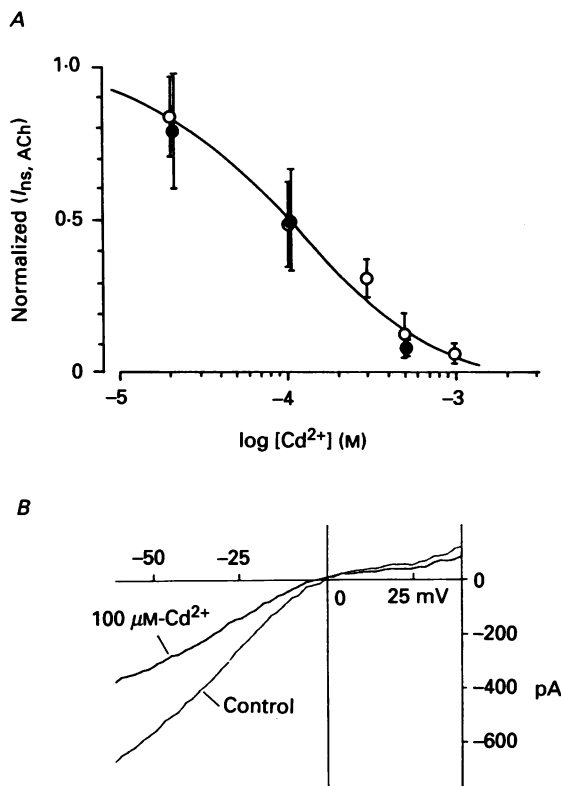 A
1·0
0·5
0
Normalized (Ins, ACh)
−5
−4
−3
log [Cd2+] (M)
B
−50
−25
0
25 mV
0
−200
−400
−600
pA
100 μM-Cd2+
Control